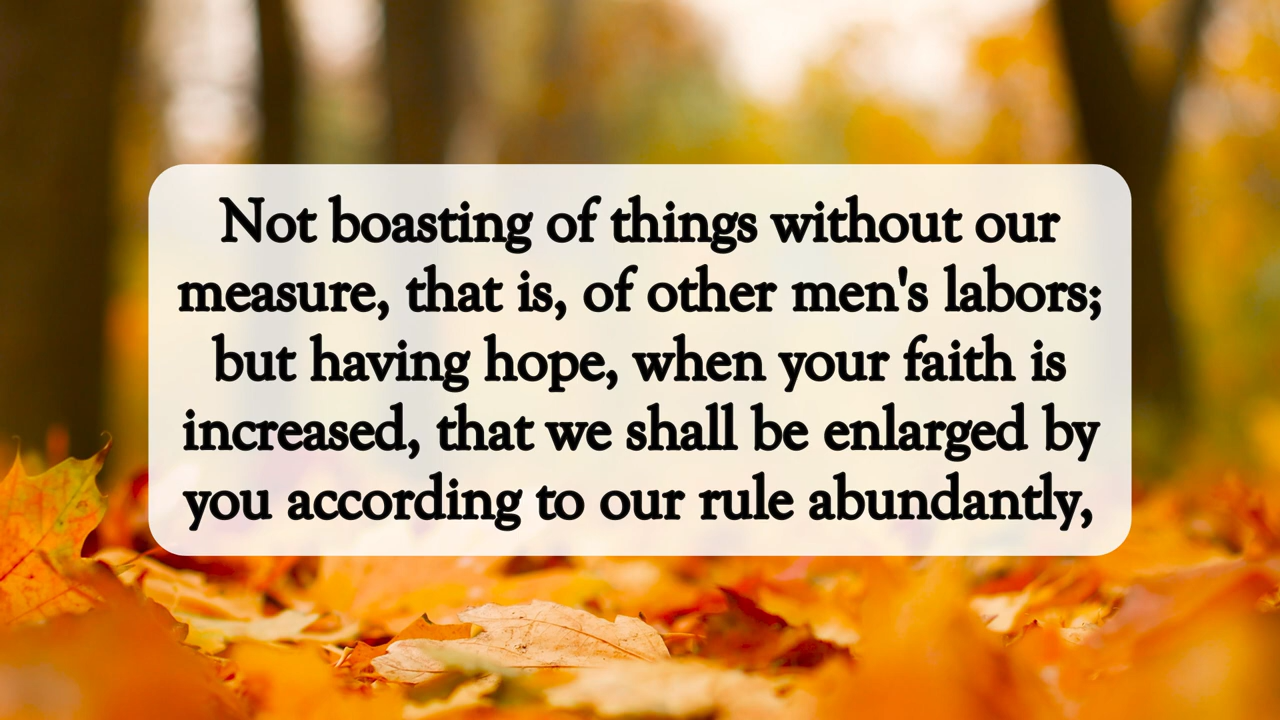 Not boasting of things without our
measure, that is, of other men's labors;
but having hope, when your faith is
increased, that we shall be enlarged by
you according to our rule abundantly,